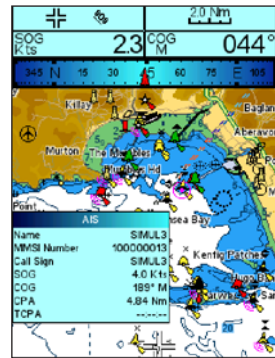 2.0 Nm
SOG
Kts
2.3
COG
M
044°
345 N 15 30 45 60 75 E 105
Killay
Baglan
Aberavo
Murton
The Mumbles
Mumbles Hd
Point
sea Bay
AIS
Name SIMUL3
MMSI Number 100000013
Call Sign SIMUL3
SOG 4.0 Kts
COG 189° M
CPA 4.84 Nm
TCPA --:--:--
Kenfig Patches
20